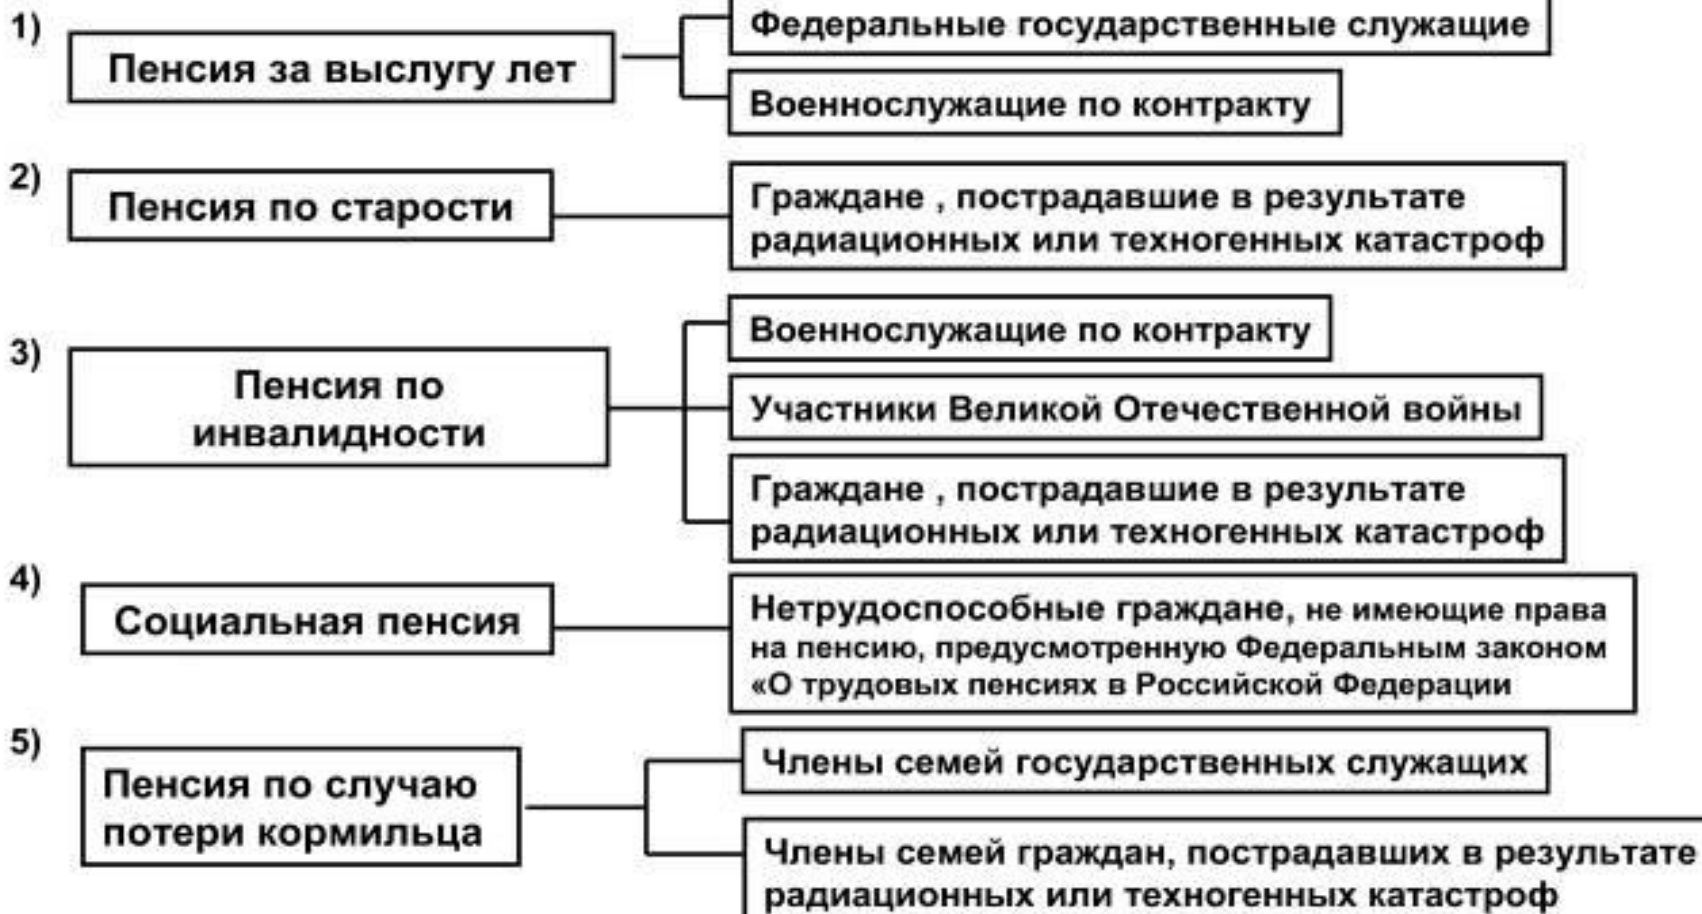 1)
Пенсия за выслугу лет
Федеральные государственные служащие
Военнослужащие по контракту
2)
Пенсия по старости
Граждане , пострадавшие в результате
радиационных или техногенных катастроф
3)
Пенсия по
инвалидности
Военнослужащие по контракту
Участники Великой Отечественной войны
Граждане , пострадавшие в результате
радиационных или техногенных катастроф
4)
Социальная пенсия
Нетрудоспособные граждане, не имеющие права
на пенсию, предусмотренную Федеральным законом
«О трудовых пенсиях в Российской Федерации
5)
Пенсия по случаю
потери кормильца
Члены семей государственных служащих
Члены семей граждан, пострадавших в результате
радиационных или техногенных катастроф